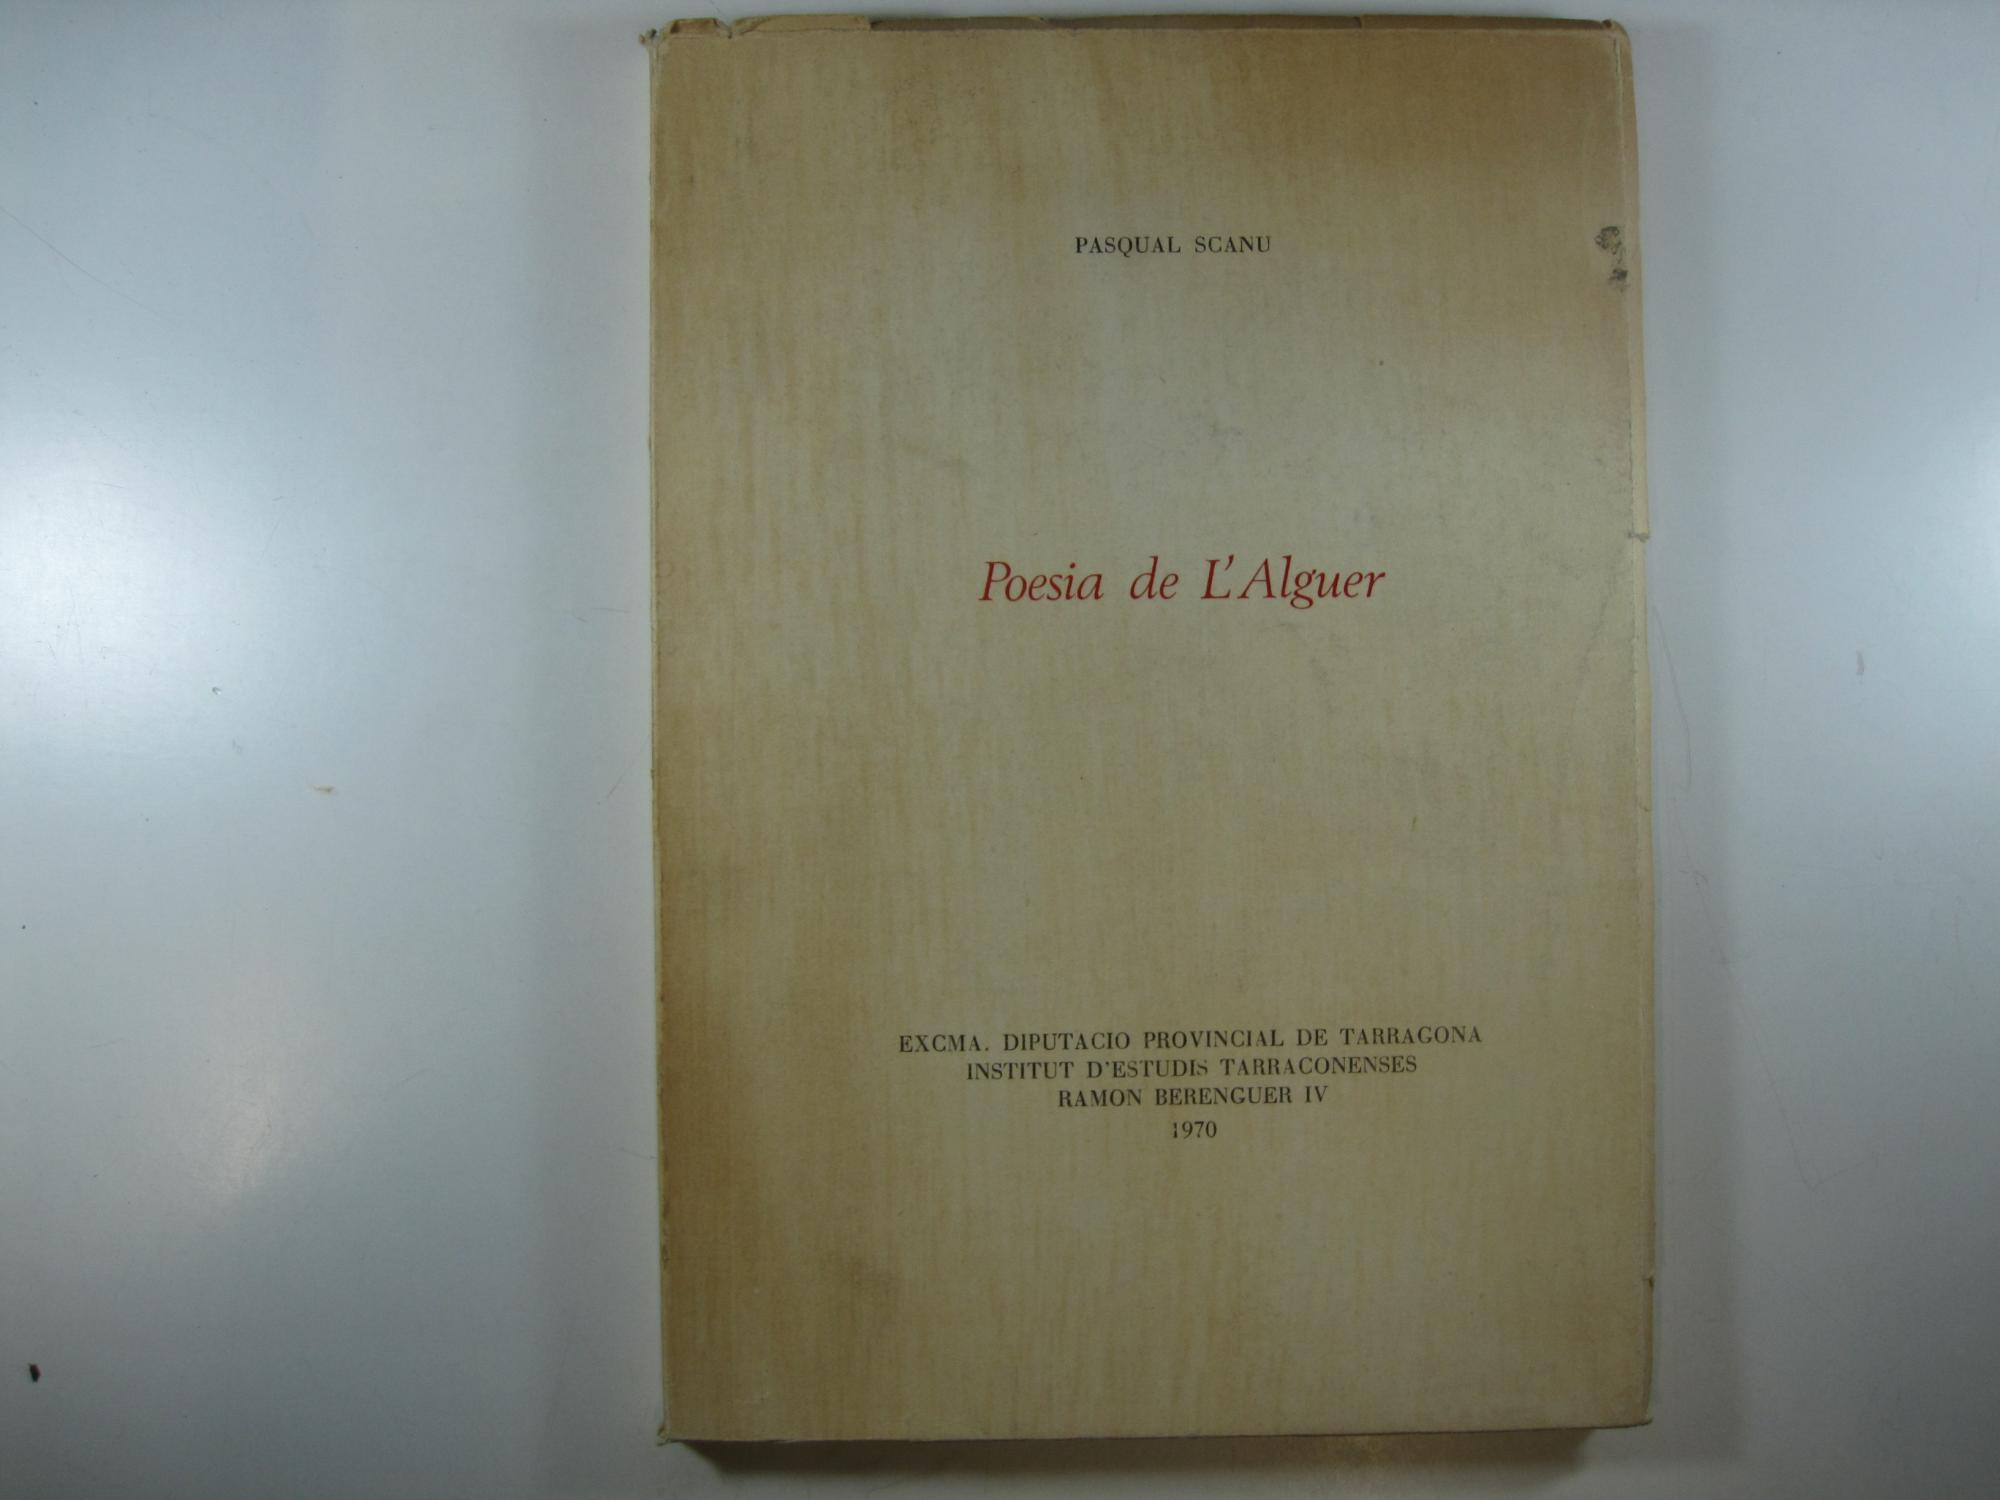 PASQUAL SCANU
Poesia de L'Alguer
EXCMA. DIPUTACIO PROVINCIAL DE TARRAGONA
INSTITUT D'ESTUDIS TARRACONENSES
RAMON BERENGUER IV
1970